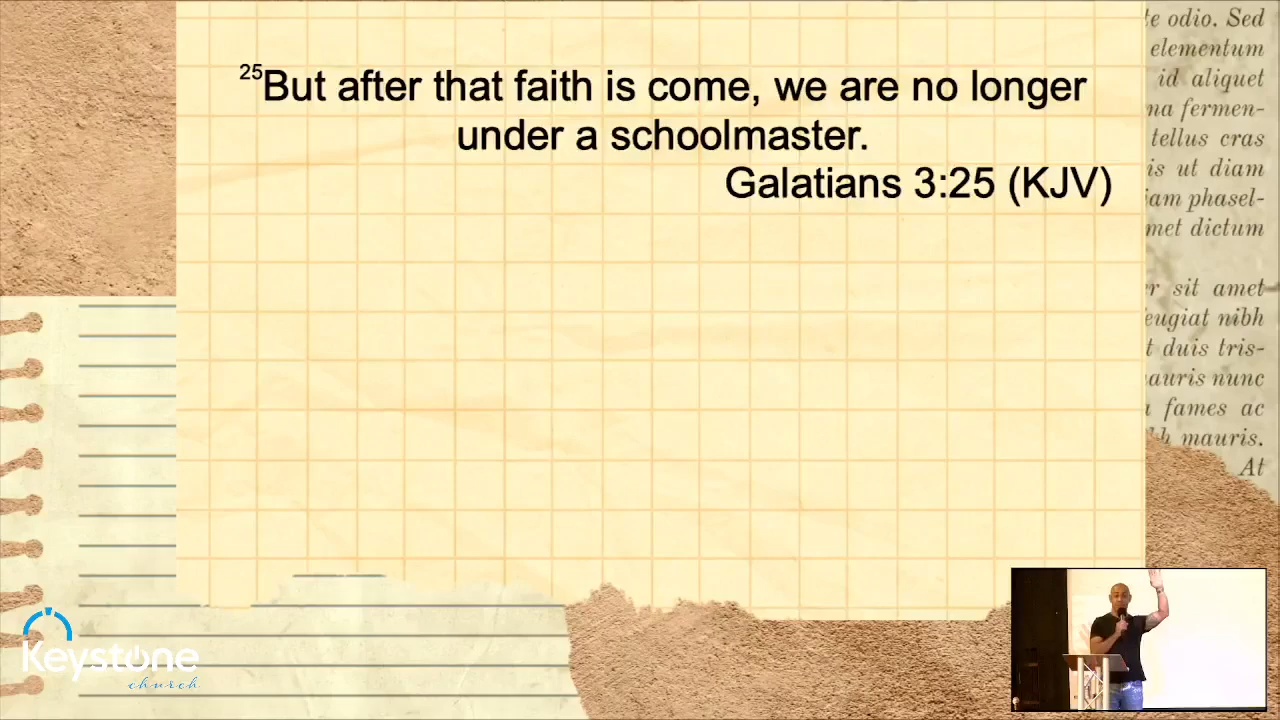 25But after that faith is come, we are no longer
under a schoolmaster.
Galatians 3:25 (KJV)
te odio. Sed
elementum
id aliquet
na fermen-
tellus cras
is ut diam
iam phasel-
met dictum
r sit amet
feugiat nibh
t duis tris-
auris nunc
fames ac
mauris.
At
Keystone
church